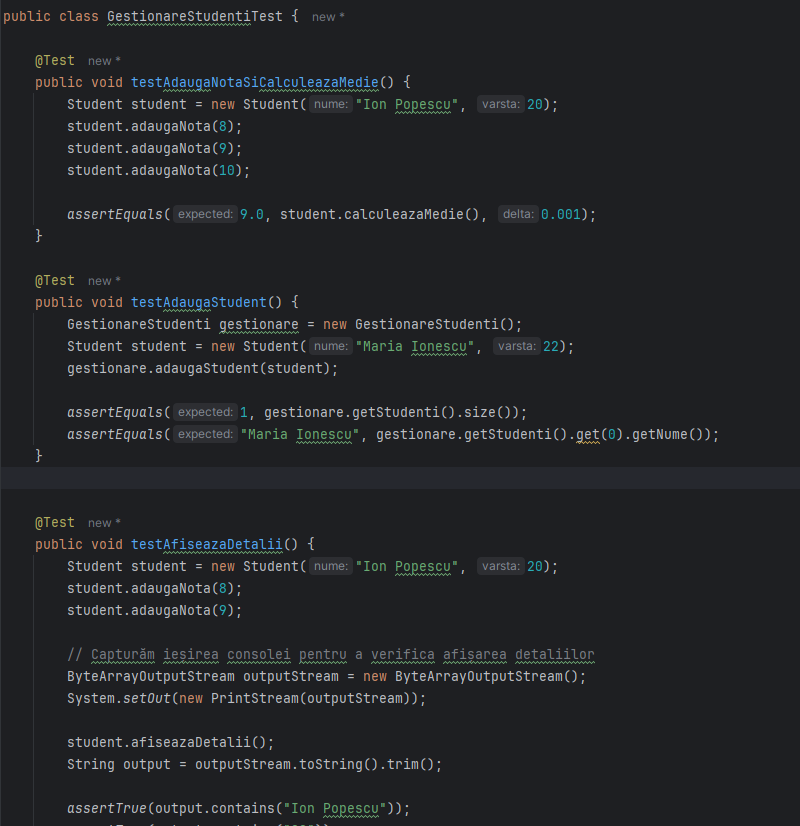 public class GestionareStudentiTest {  new *
@Test  new *
public void testAdaugaNotaSiCalculeazaMedie() {
Student student = new Student( nume: "Ion Popescu",  varsta: 20);
student.adaugaNota(8);
student.adaugaNota(9);
student.adaugaNota(10);
assertEquals( expected: 9.0, student.calculeazaMedie(),  delta: 0.001);
}
@Test  new *
public void testAdaugaStudent() {
GestionareStudenti gestionare = new GestionareStudenti();
Student student = new Student( nume: "Maria Ionescu",  varsta: 22);
gestionare.adaugaStudent(student);
assertEquals( expected: 1, gestionare.getStudenti().size());
assertEquals( expected: "Maria Ionescu", gestionare.getStudenti().get(0).getNume());
}
@Test  new *
public void testAfiseazaDetalii() {
Student student = new Student( nume: "Ion Popescu",  varsta: 20);
student.adaugaNota(8);
student.adaugaNota(9);
// Capturăm ieșirea consolei pentru a verifica afișarea detaliilor
ByteArrayOutputStream outputStream = new ByteArrayOutputStream();
System.setOut(new PrintStream(outputStream));
student.afiseazaDetalii();
String output = outputStream.toString().trim();
assertTrue(output.contains("Ion Popescu"));